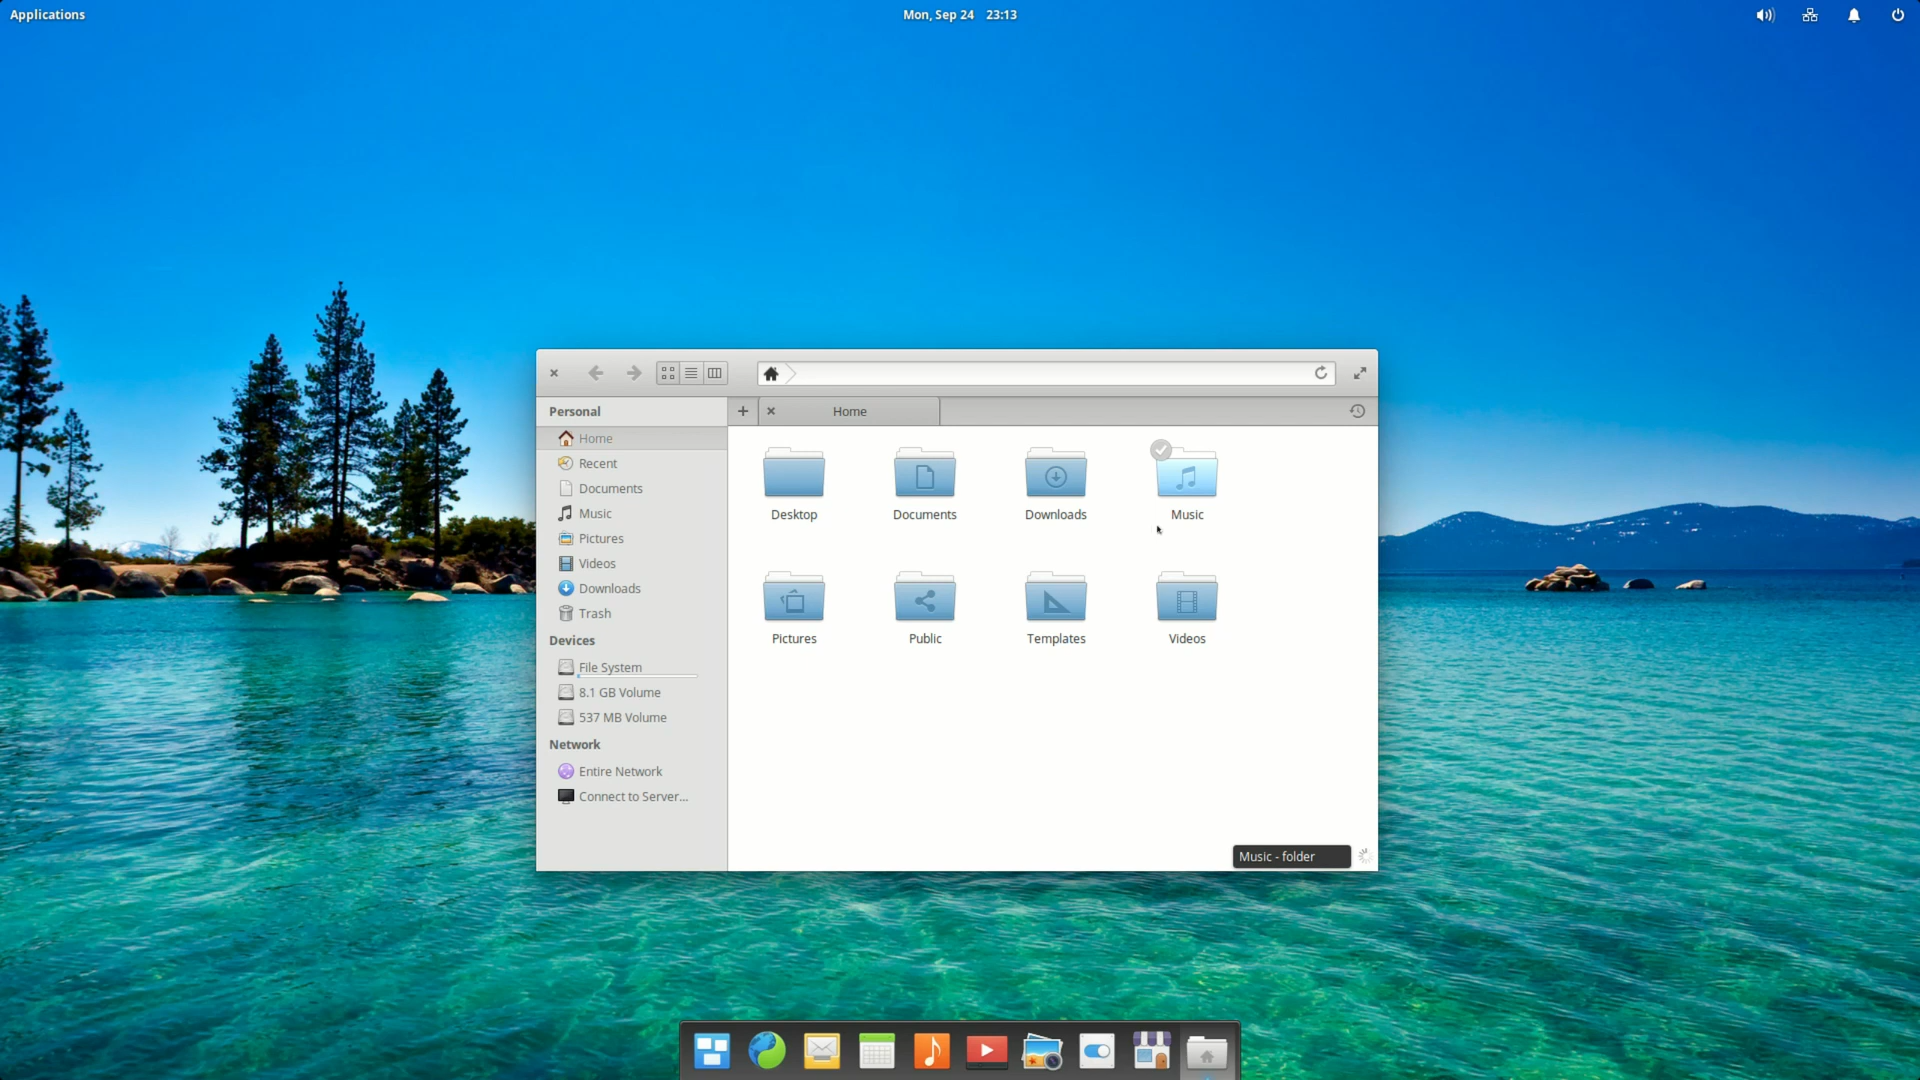 Applications
Mon, Sep 24 23:13
Personal
Home
Home
Recent
Documents
Music
Pictures
Videos
Downloads
Trash
Devices
File System
8.1 GB Volume
537 MB Volume
Network
Entire Network
Connect to Server...
Desktop
Documents
Downloads
Music
Pictures
Public
Templates
Videos
Music - folder